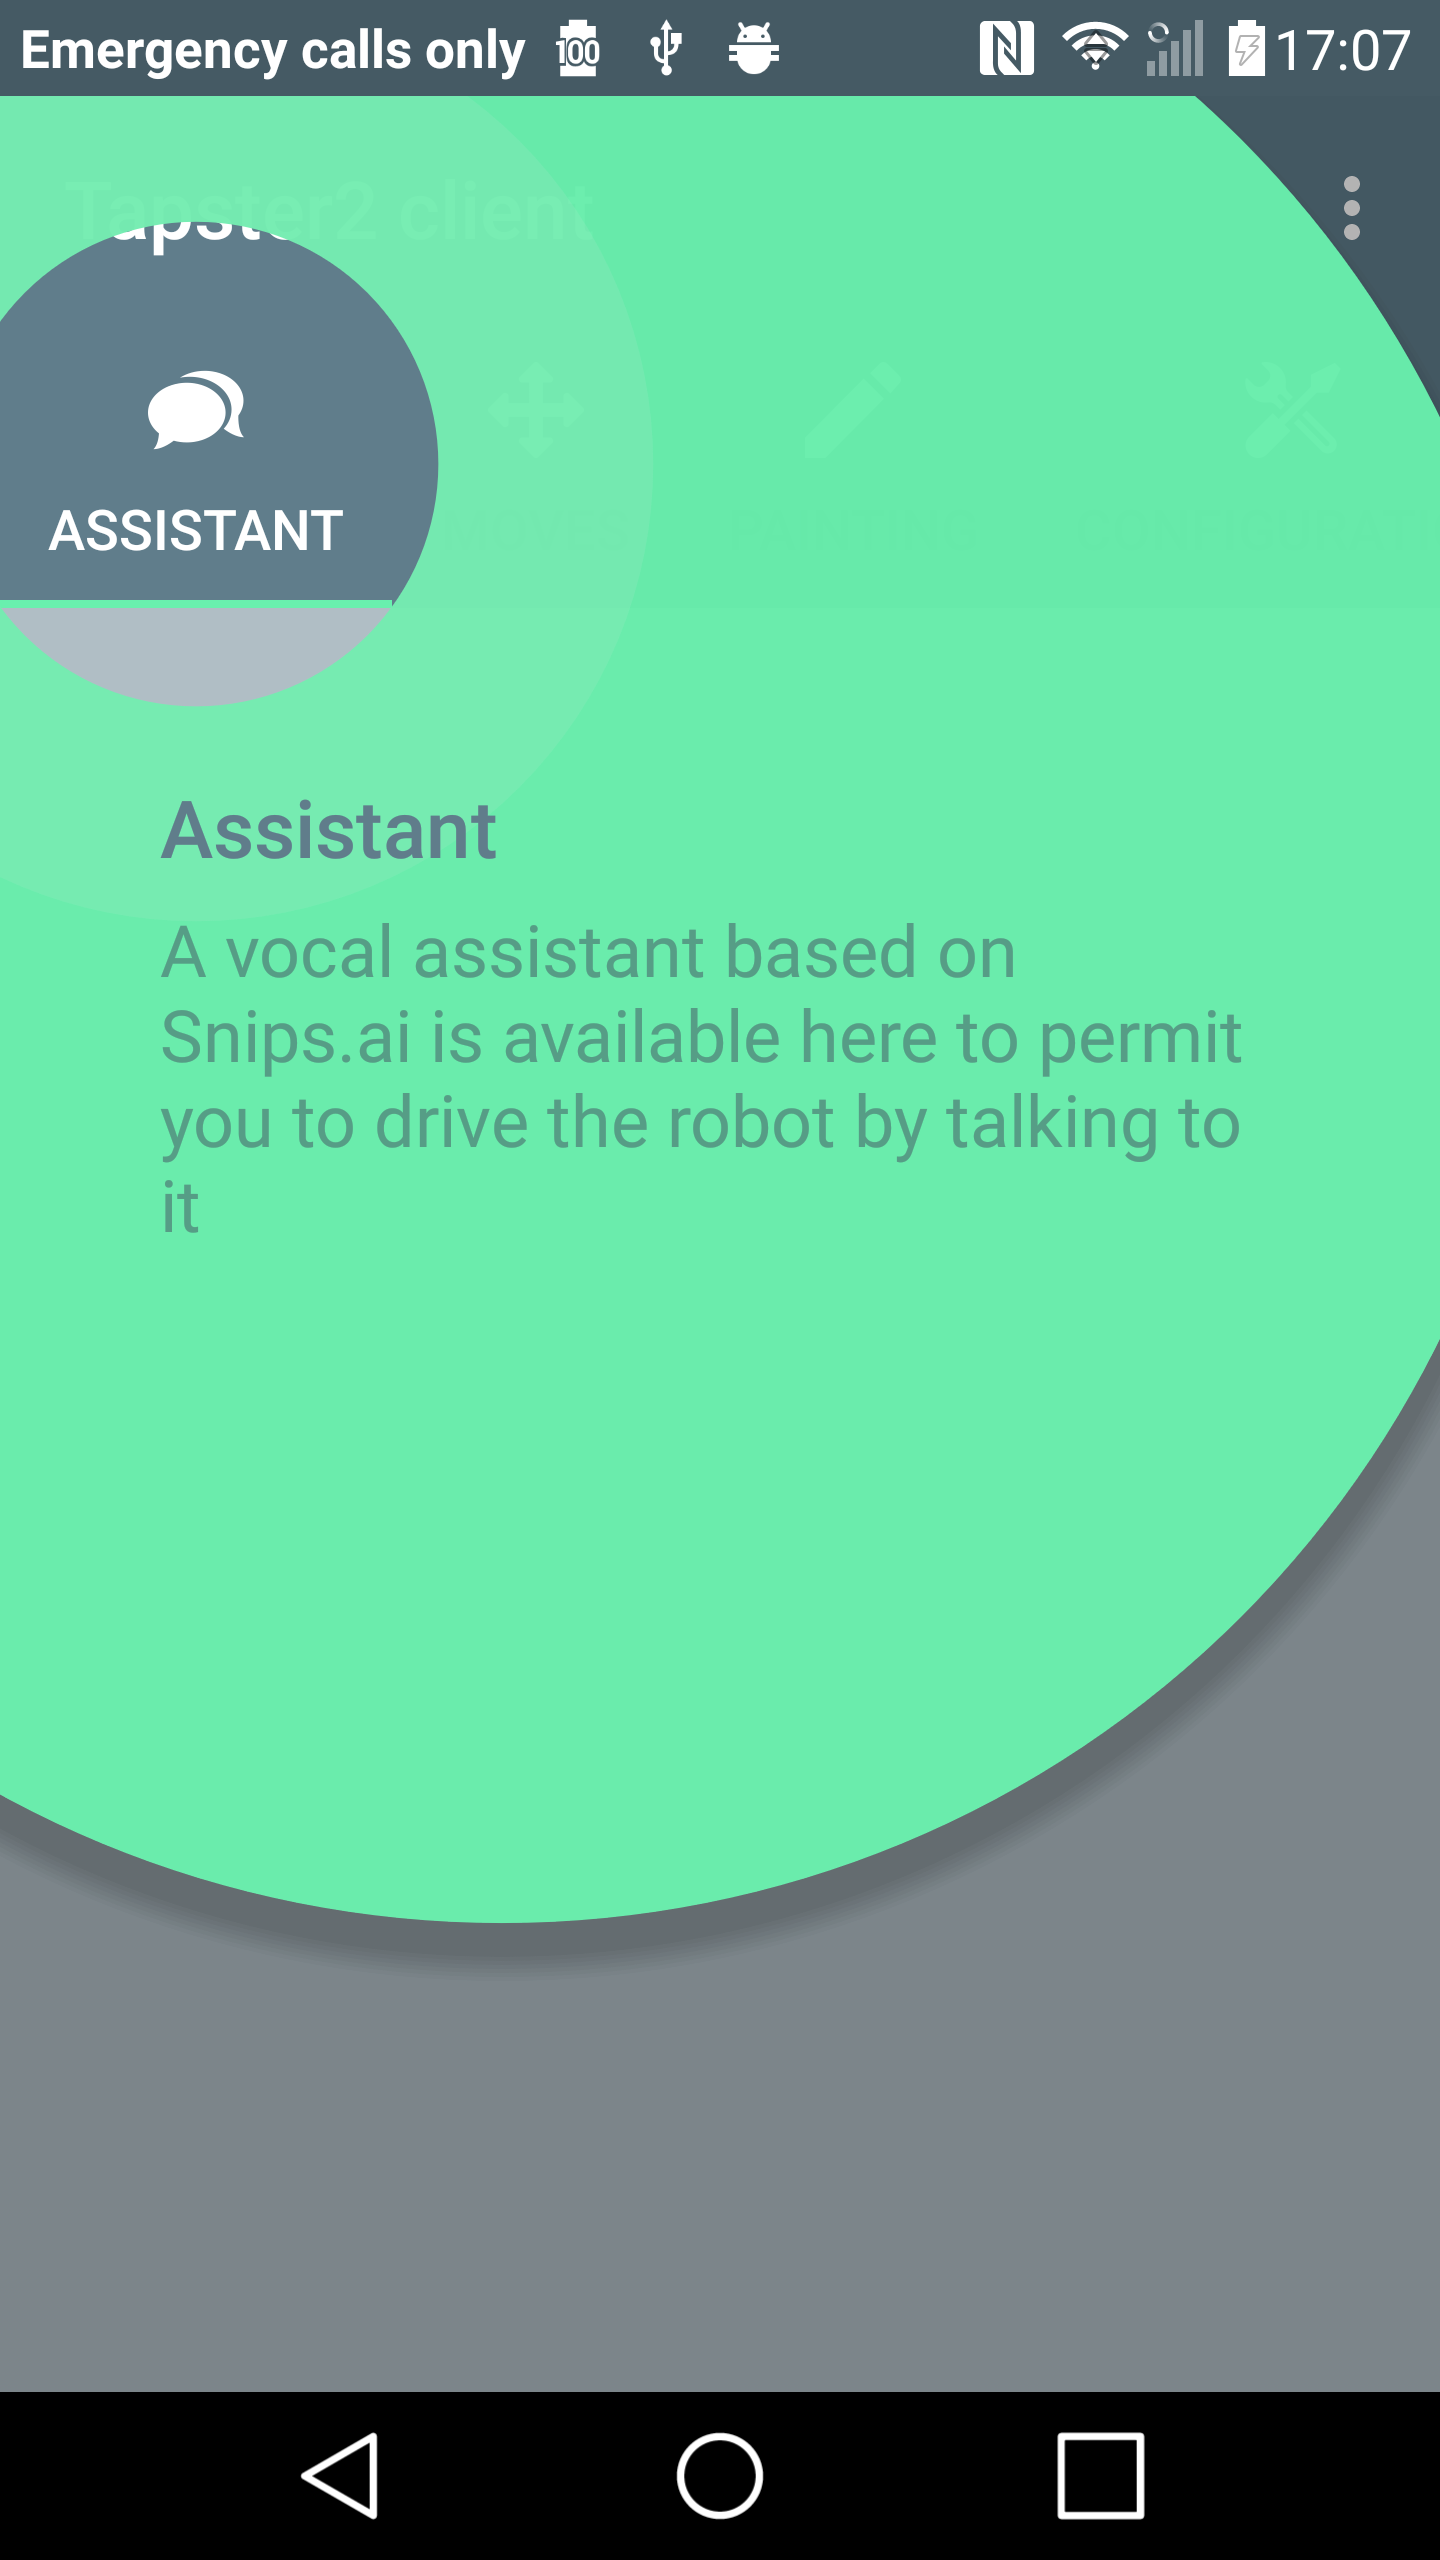 Emergency calls only 100 17:07
Tapster2 client
ASSISTANT
Assistant
A vocal assistant based on
Snips.ai is available here to permit
you to drive the robot by talking to
it